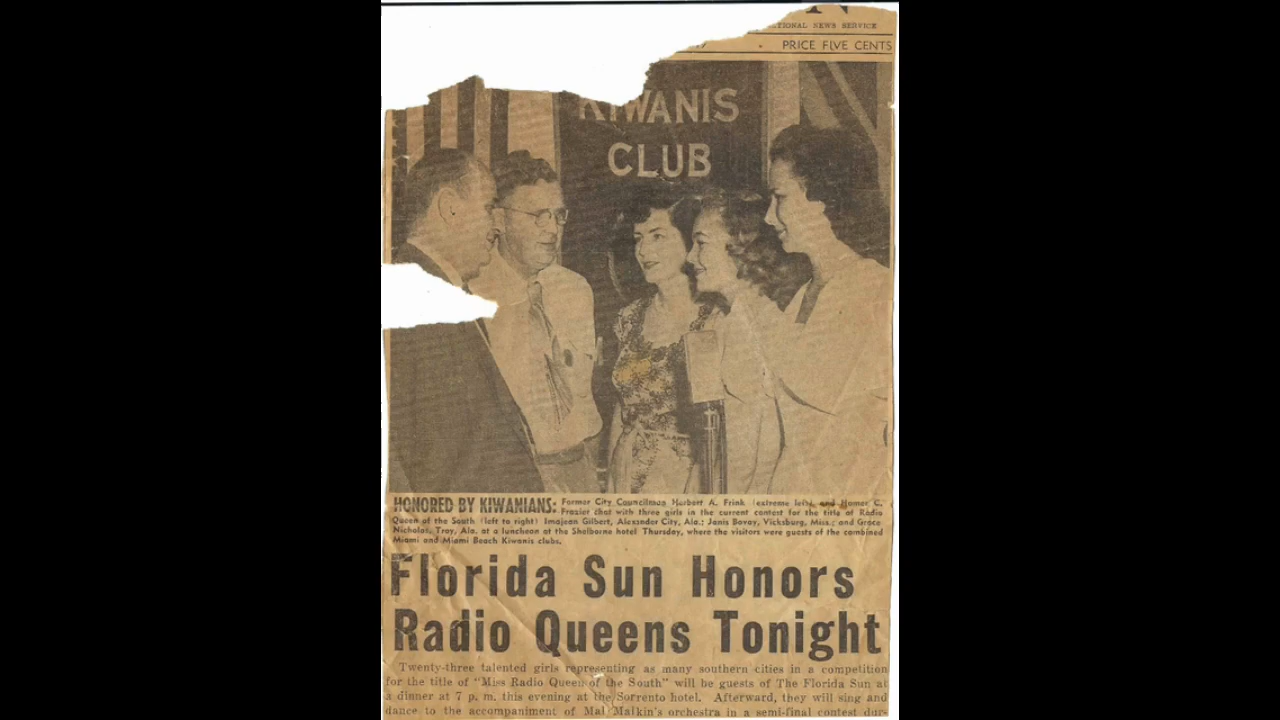 TIONAL NEWS SERVICE
PRICE FIVE CENTS
KIWANIS
CLUB
HONORED BY KIWANIANS: Former City Councilman Herbert A. Frink (extreme left), and Homer C.
Frazier chat with three girls in the current contest for the title of Radio
Queen of the South (left to right) Imajean Gilbert, Alexander City, Ala.; Janis Bovay, Vicksburg, Miss.; and Grace
Nicholas, Troy, Ala. at a luncheon at the Shelborne hotel Thursday, where the visitors were guests of the combined
Miami and Miami Beach Kiwanis clubs.
Florida Sun Honors
Radio Queens Tonight
Twenty-three talented girls representing as many southern cities in a competition
for the title of "Miss Radio Queen of the South" will be guests of The Florida Sun at
a dinner at 7 p. m. this evening at the Sorrento hotel. Afterward, they will sing and
dance to the accompaniment of Mal Malkin's orchestra in a semi-final contest dur-